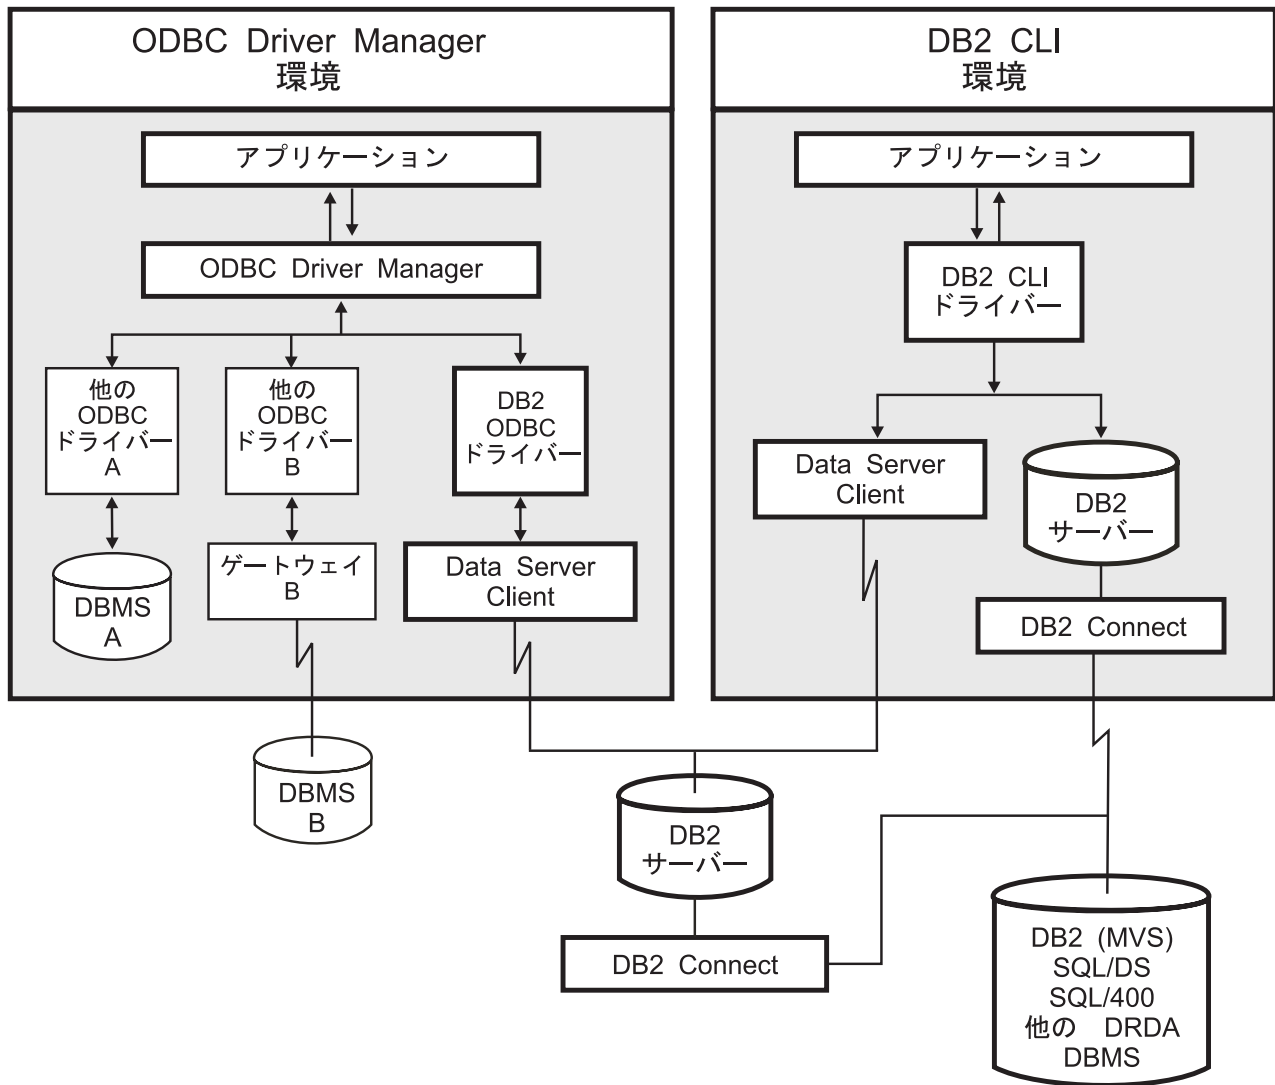 ODBC Driver Manager
環境
アプリケーション
ODBC Driver Manager
他の
ODBC
ドライバー
A
他の
ODBC
ドライバー
B
DB2
ODBC
ドライバー
DBMS
A
ゲートウェイ
B
Data Server
Client
DBMS
B
DB2 CLI
環境
アプリケーション
DB2 CLI
ドライバー
Data Server
Client
DB2
サーバー
DB2 Connect
DB2
サーバー
DB2 Connect
DB2 (MVS)
SQL/DS
SQL/400
他の DRDA
DBMS